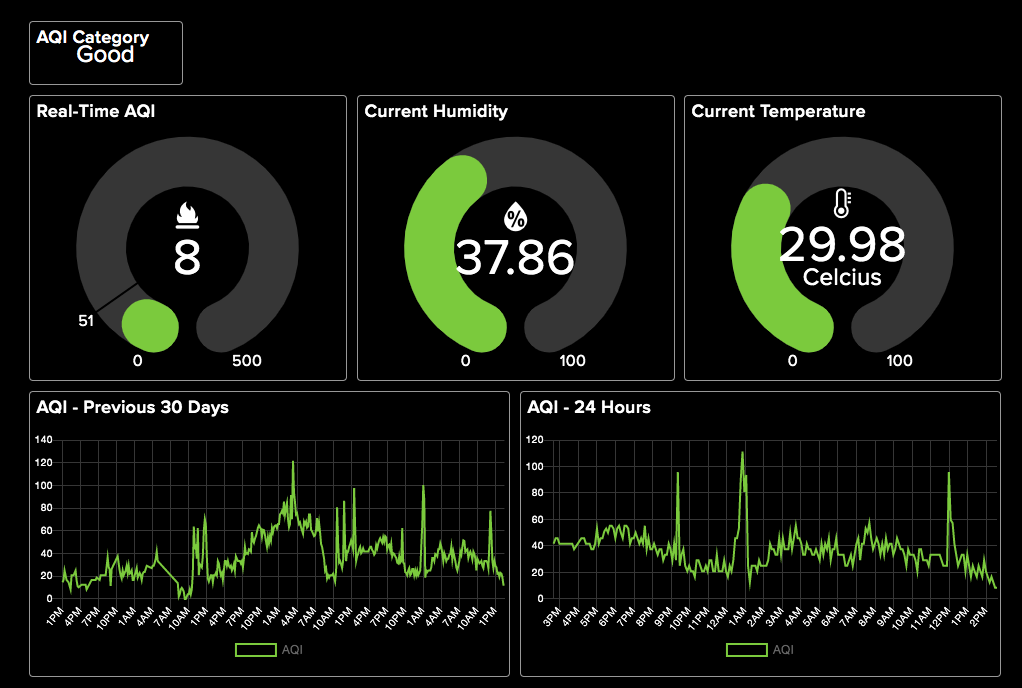 AQI Category
Good
Real-Time AQI
8
51
0
500
Current Humidity
%
37.86
0
100
Current Temperature
29.98
Celcius
0
100
AQI - Previous 30 Days
140
120
100
80
60
40
20
0
1PM 4PM 7PM 10PM 1AM 4AM 7AM 10AM 1PM 4PM 7PM 10PM 1AM 4AM 7AM 10AM 1PM 4PM 7PM 10PM 1AM 4AM 7AM 10AM 1PM
AQI
AQI - 24 Hours
120
100
80
60
40
20
0
3PM 4PM 5PM 6PM 7PM 8PM 9PM 10PM 11PM 12AM 1AM 2AM 3AM 4AM 5AM 6AM 7AM 8AM 9AM 10AM 11AM 12PM 1PM 2PM
AQI